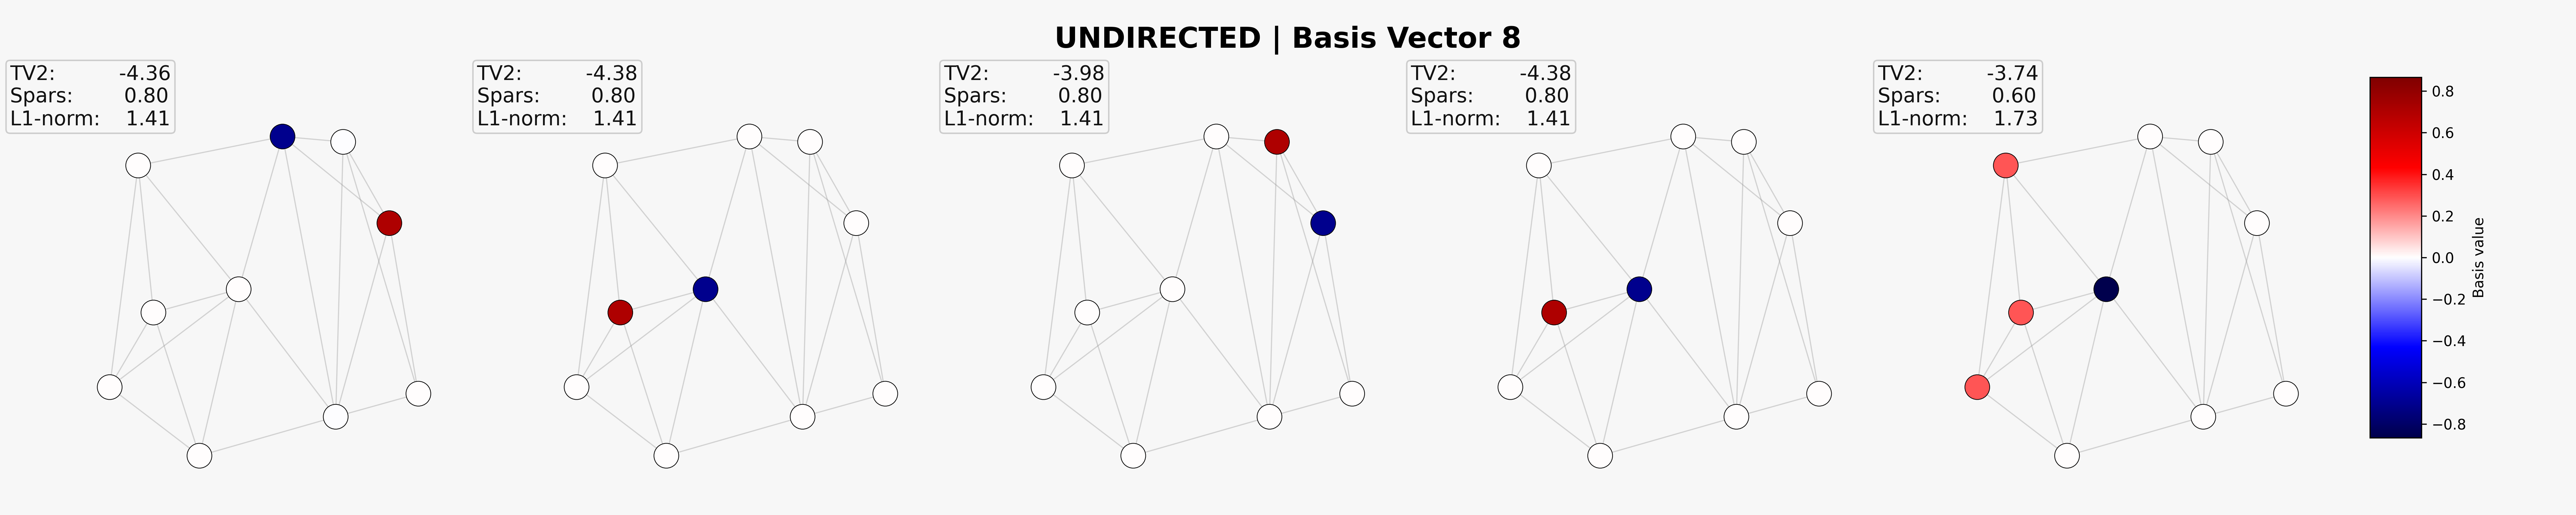 UNDIRECTED | Basis Vector 8
TV2: -4.36
Spars: 0.80
L1-norm: 1.41
TV2: -4.38
Spars: 0.80
L1-norm: 1.41
TV2: -3.98
Spars: 0.80
L1-norm: 1.41
TV2: -4.38
Spars: 0.80
L1-norm: 1.41
TV2: -3.74
Spars: 0.60
L1-norm: 1.73
0.8
0.6
0.4
0.2
0.0
−0.2
−0.4
−0.6
−0.8
Basis value